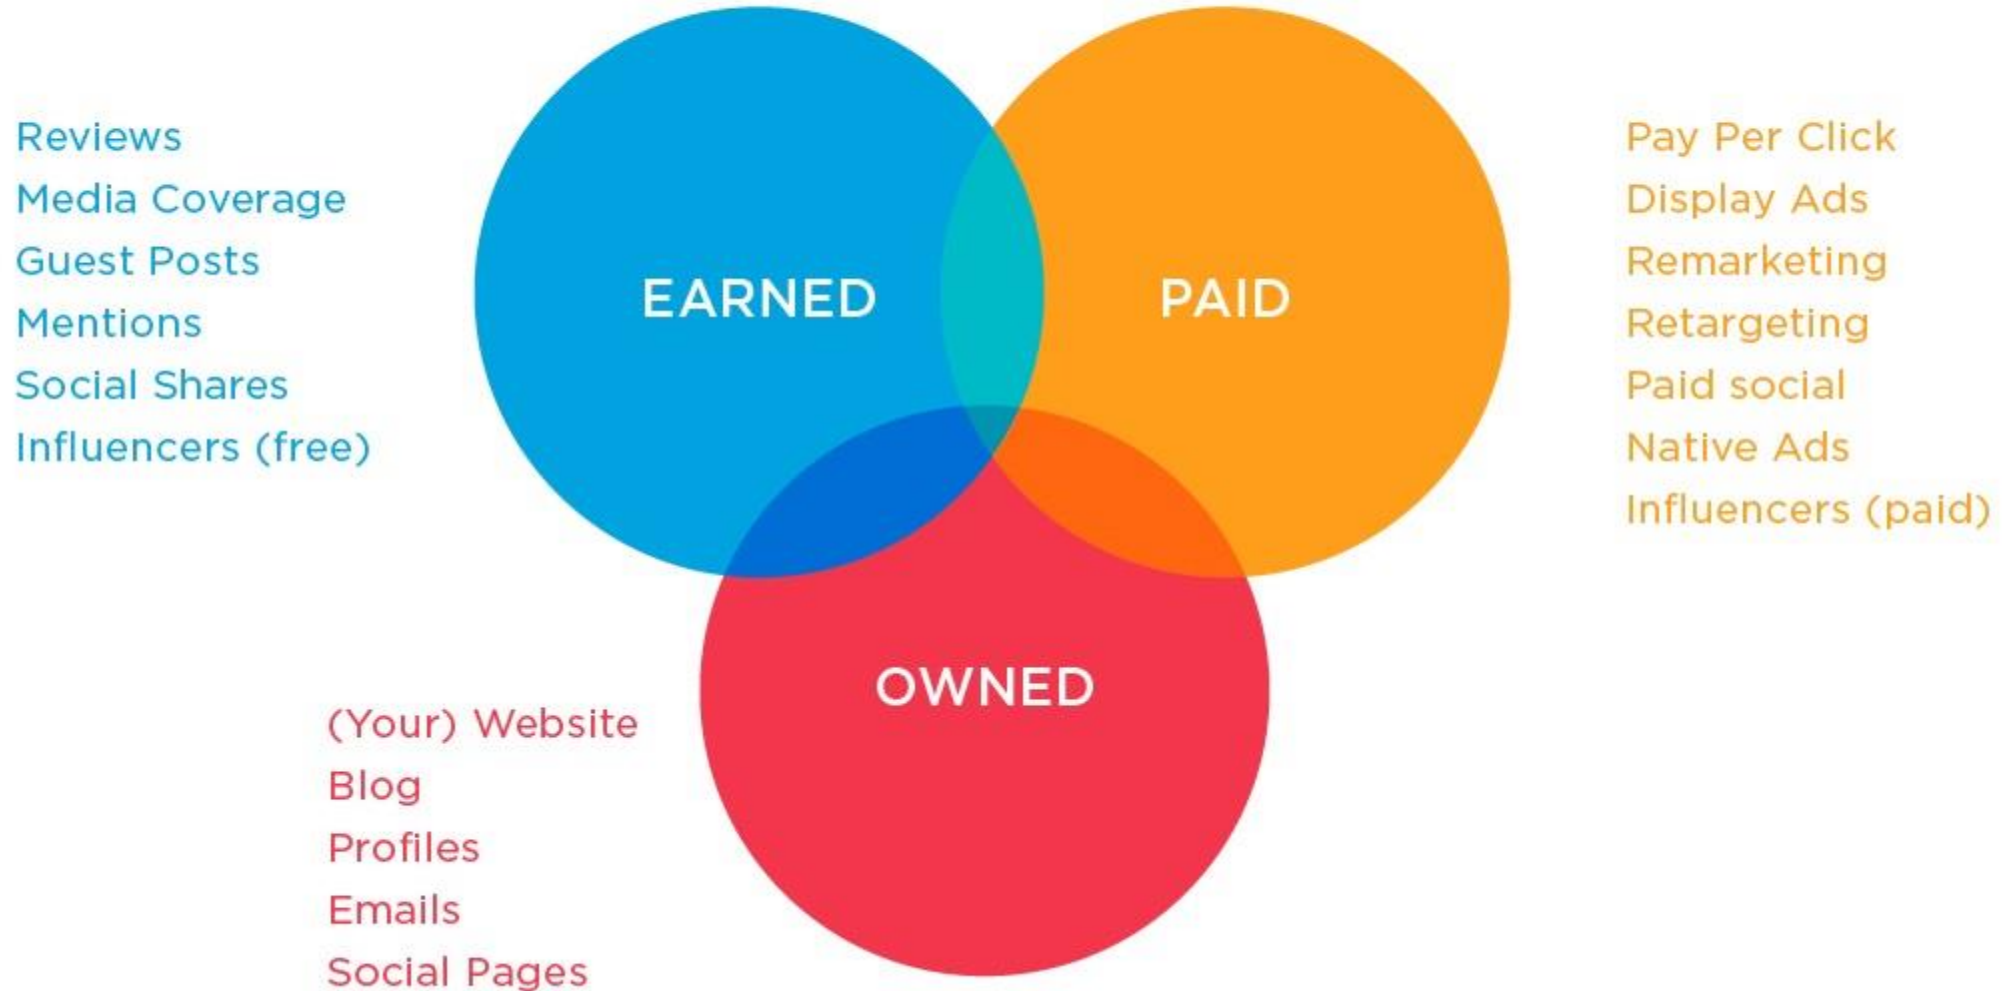 Reviews
Media Coverage
Guest Posts
Mentions
Social Shares
Influencers (free)
EARNED
PAID
Pay Per Click
Display Ads
Remarketing
Retargeting
Paid social
Native Ads
Influencers (paid)
OWNED
(Your) Website
Blog
Profiles
Emails
Social Pages